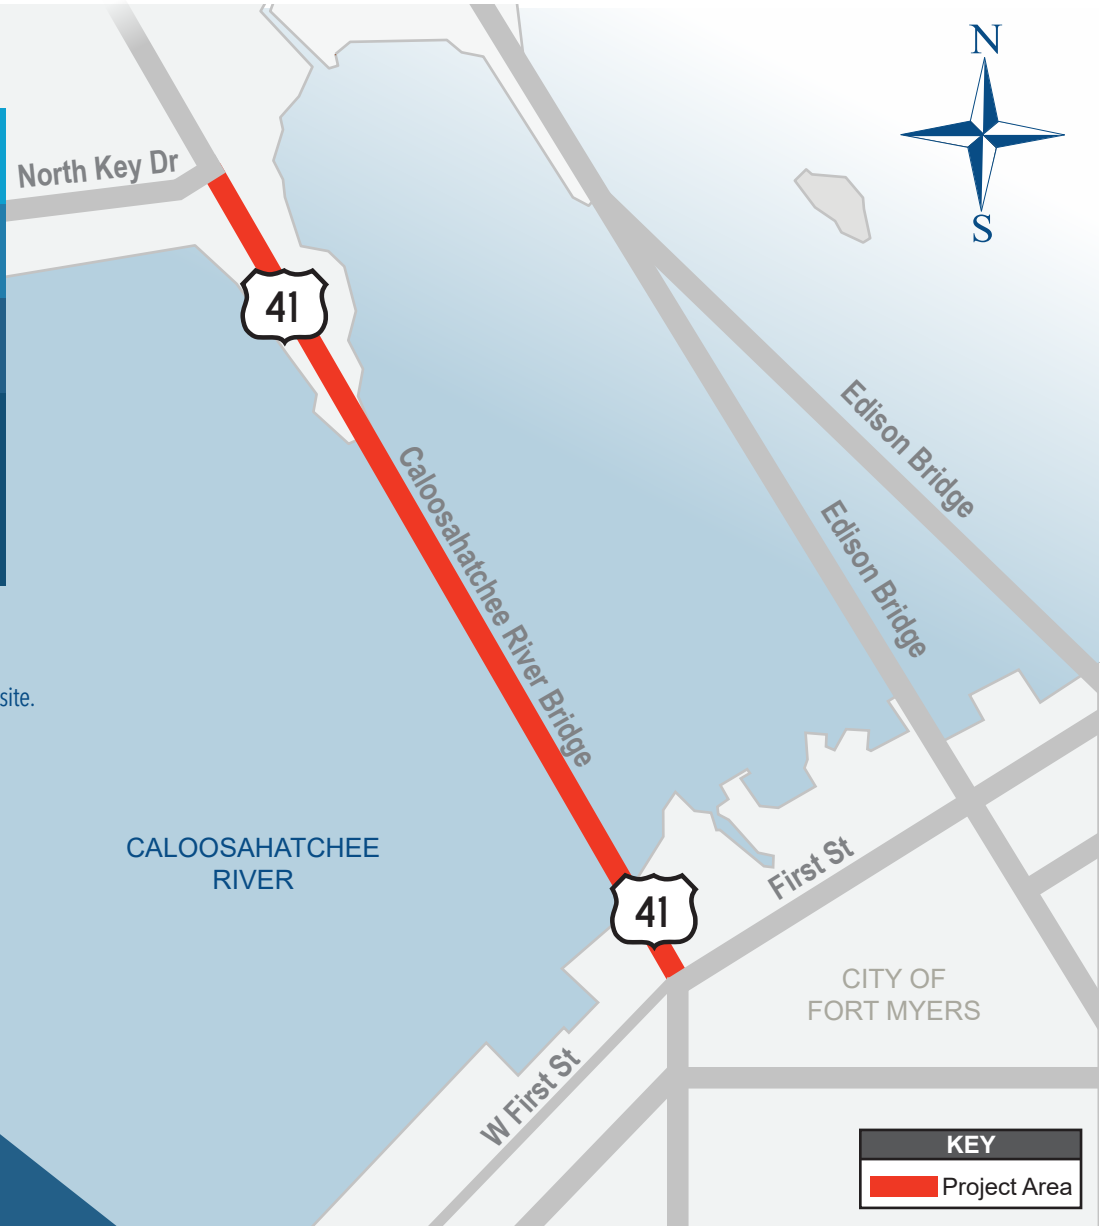 N
S
North Key Dr
41
Edison Bridge
Edison Bridge
Caloosahatchee River Bridge
site.
CALOOSAHATCHEE
RIVER
First St
41
CITY OF
FORT MYERS
W First St
KEY
Project Area